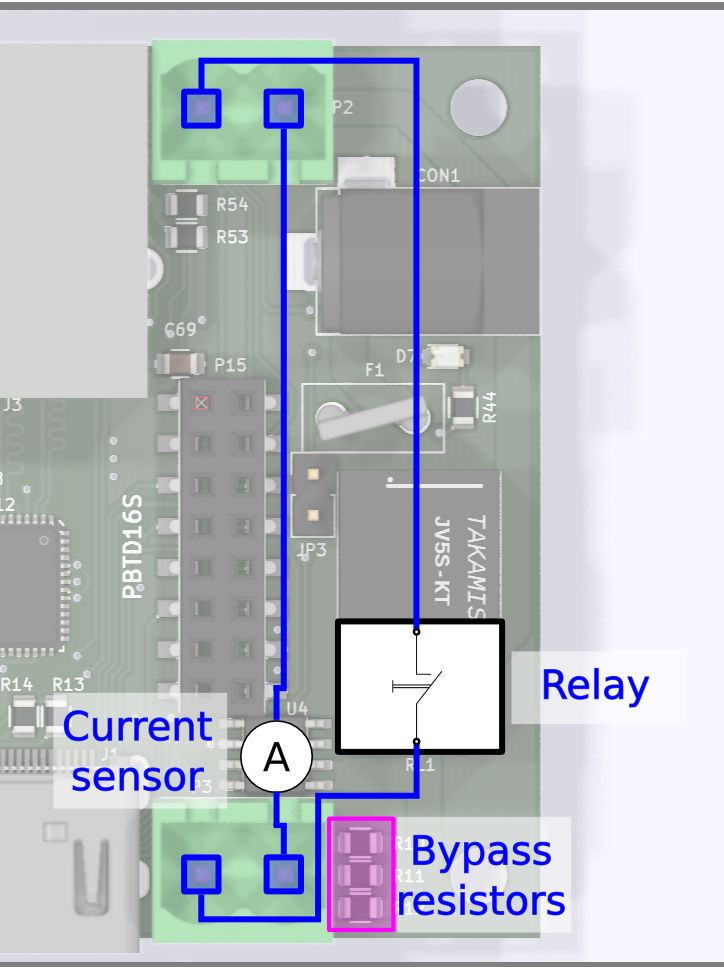 P2
CON1
R54
R53
C69
P15
D7
F1
R44
J3
12
PBTD16S
JP3
TAKAMIS
JV5S-KT
R14 R13
U4
Relay
Current
sensor
J1
A
P3
RL1
Bypass
resistors
R11